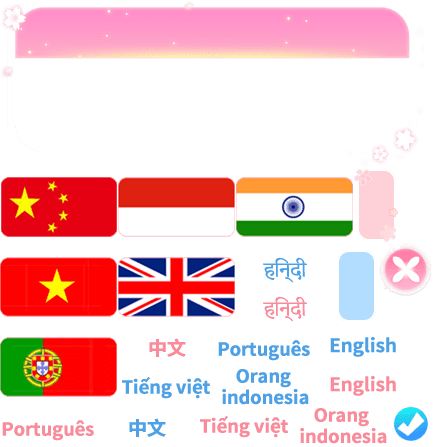 हिन्दी
हिन्दी
中文
Português
English
Tiếng việt
Orang
indonesia
English
Português
中文
Tiếng việt
Orang
indonesia